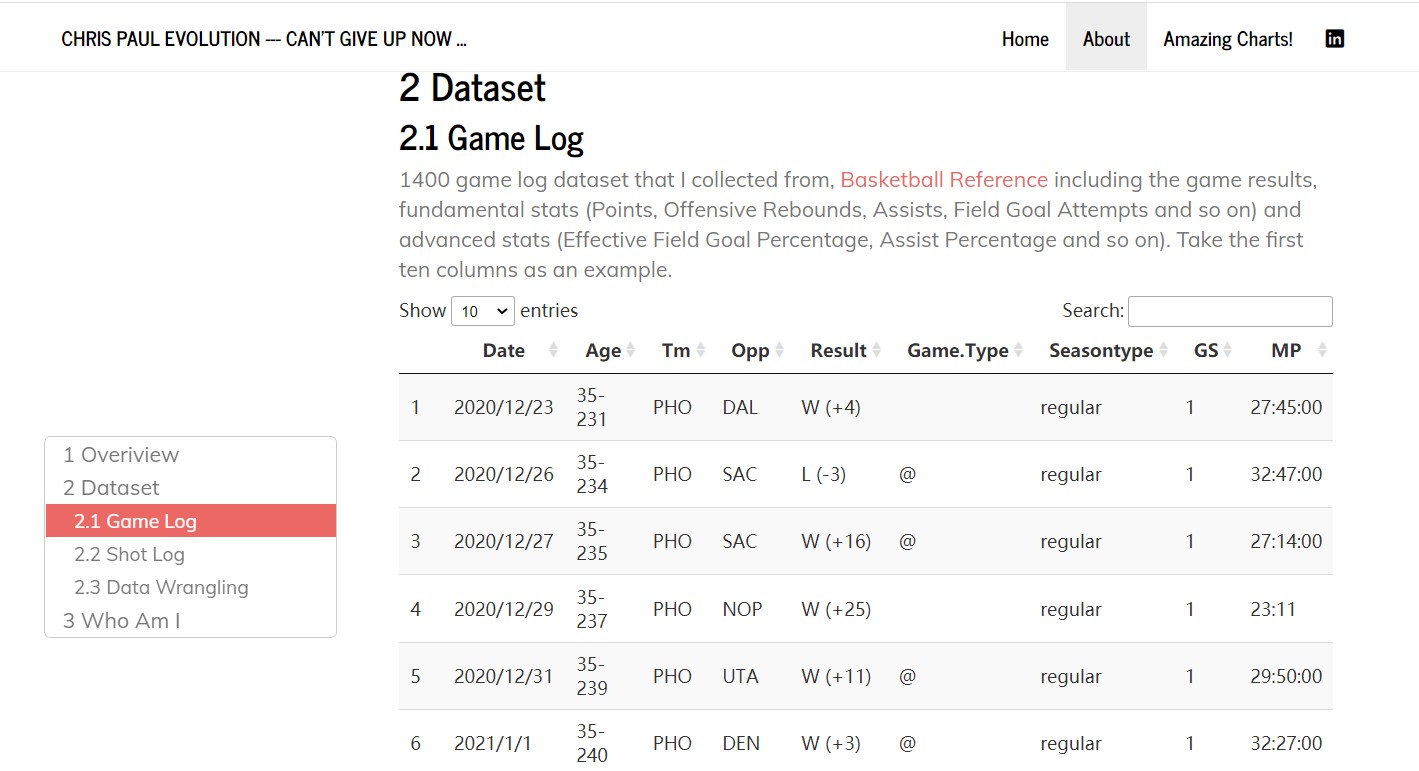 CHRIS PAUL EVOLUTION --- CAN'T GIVE UP NOW ...
Home About Amazing Charts! in
2 Dataset
2.1 Game Log
1400 game log dataset that I collected from, Basketball Reference including the game results,
fundamental stats (Points, Offensive Rebounds, Assists, Field Goal Attempts and so on) and
advanced stats (Effective Field Goal Percentage, Assist Percentage and so on). Take the first
ten columns as an example.
Show 10 entries Search:
Date Age Tm Opp Result Game.Type Seasontype GS MP
1 2020/12/23 35-231 PHO DAL W (+4) regular 1 27:45:00
2 2020/12/26 35-234 PHO SAC L (-3) @ regular 1 32:47:00
3 2020/12/27 35-235 PHO SAC W (+16) @ regular 1 27:14:00
4 2020/12/29 35-237 PHO NOP W (+25) regular 1 23:11
5 2020/12/31 35-239 PHO UTA W (+11) @ regular 1 29:50:00
6 2021/1/1 35-240 PHO DEN W (+3) @ regular 1 32:27:00
1 Overiview
2 Dataset
2.1 Game Log
2.2 Shot Log
2.3 Data Wrangling
3 Who Am I